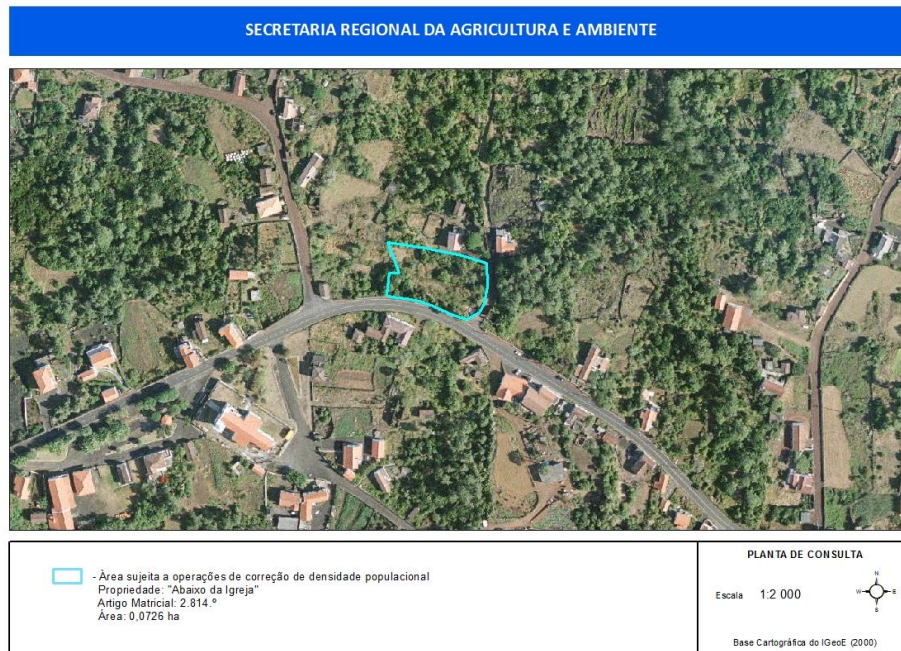 SECRETARIA REGIONAL DA AGRICULTURA E AMBIENTE
- Área sujeita a operações de correção de densidade populacional
Propriedade: "Abaixo da Igreja"
Artigo Matricial: 2.814.º
Área: 0,0726 ha
PLANTA DE CONSULTA
Escala 1:2 000
N
W E
S
Base Cartográfica do IGeoE (2000)